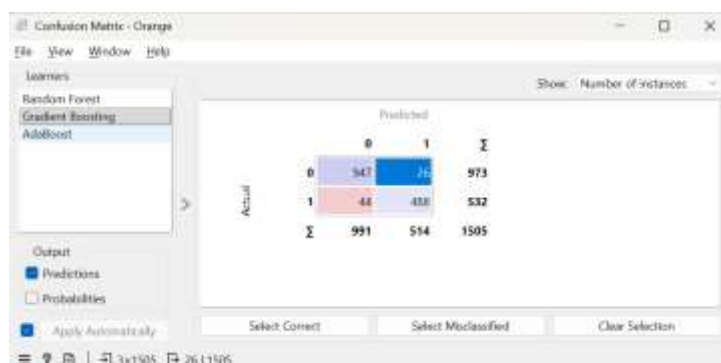 Confusion Matrix - Orange
File View Window Help
Learners
Random Forest
Gradient Boosting
AdaBoost
Show: Number of instances
Predicted
0 1 Σ
Actual
0 947 26 973
1 44 488 532
Σ 991 514 1505
Output
Predictions
Probabilities
Apply Automatically
Select Correct Select Misclassified Clear Selection
3x1505 26 | 1505